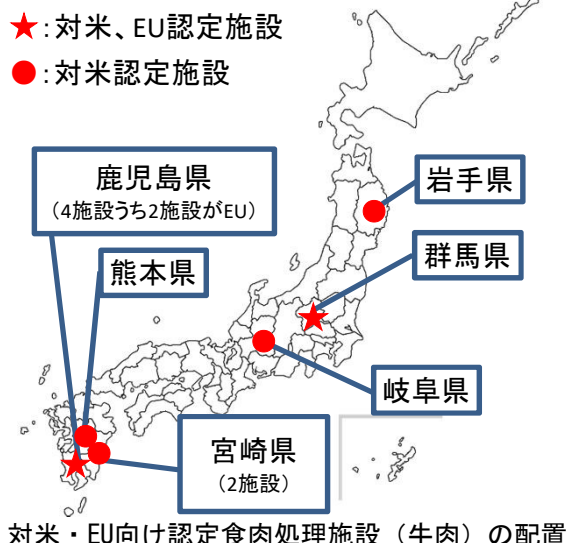 ★:対米、EU認定施設
●:対米認定施設
鹿児島県
(4施設うち2施設がEU)
岩手県
熊本県
群馬県
岐阜県
宮崎県
(2施設)
対米・EU向け認定食肉処理施設（牛肉）の配置